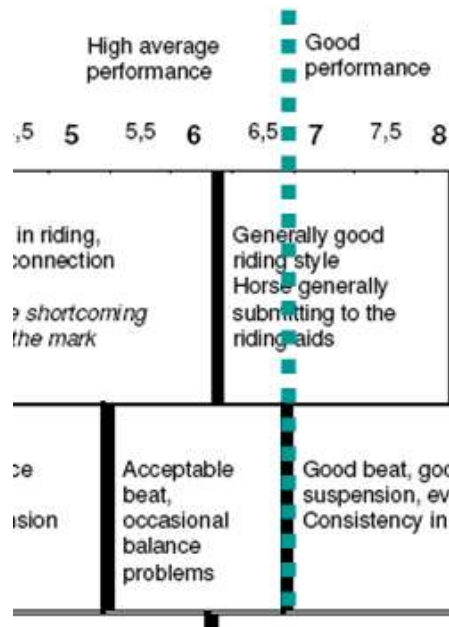 High average
performance
Good
performance
,5 5 5,5 6 6,5 7 7,5 8
in riding,
connection
shortcoming
the mark
Generally good
riding style
Horse generally
submitting to the
riding aids
Acceptable
beat,
occasional
balance
problems
Good beat,
suspension,
Consistency in